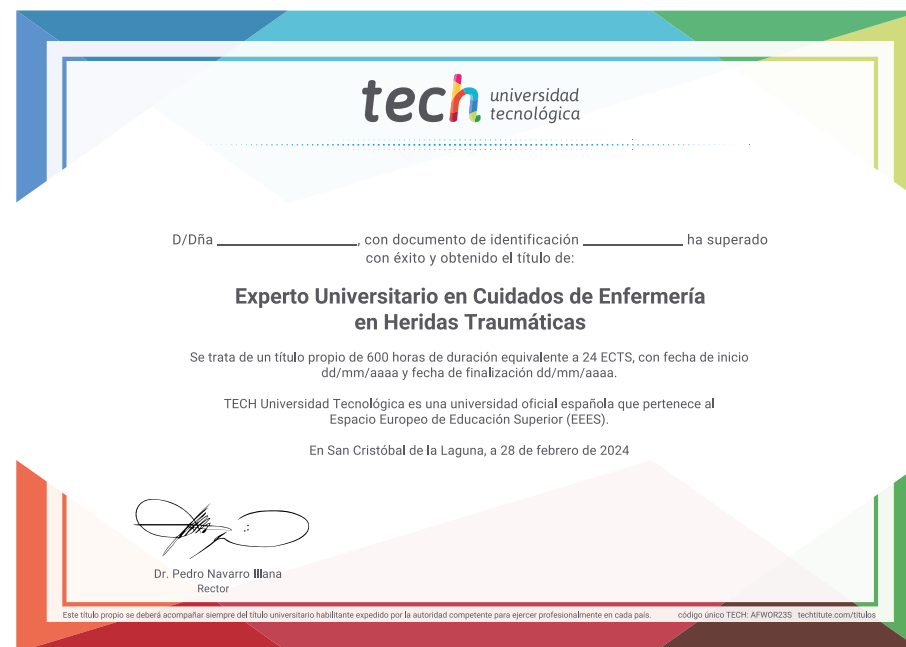 tech universidad
tecnológica
D/Dña ____________________, con documento de identificación ______________ ha superado
con éxito y obtenido el título de:
Experto Universitario en Cuidados de Enfermería
en Heridas Traumáticas
Se trata de un título propio de 600 horas de duración equivalente a 24 ECTS, con fecha de inicio
dd/mm/aaaa y fecha de finalización dd/mm/aaaa.
TECH Universidad Tecnológica es una universidad oficial española que pertenece al
Espacio Europeo de Educación Superior (EEES).
En San Cristóbal de la Laguna, a 28 de febrero de 2024
Dr. Pedro Navarro Illana
Rector
Este título propio se deberá acompañar siempre del título universitario habilitante expedido por la autoridad competente para ejercer profesionalmente en cada país. código único TECH: AFWOR23S techtitute.com/titulos